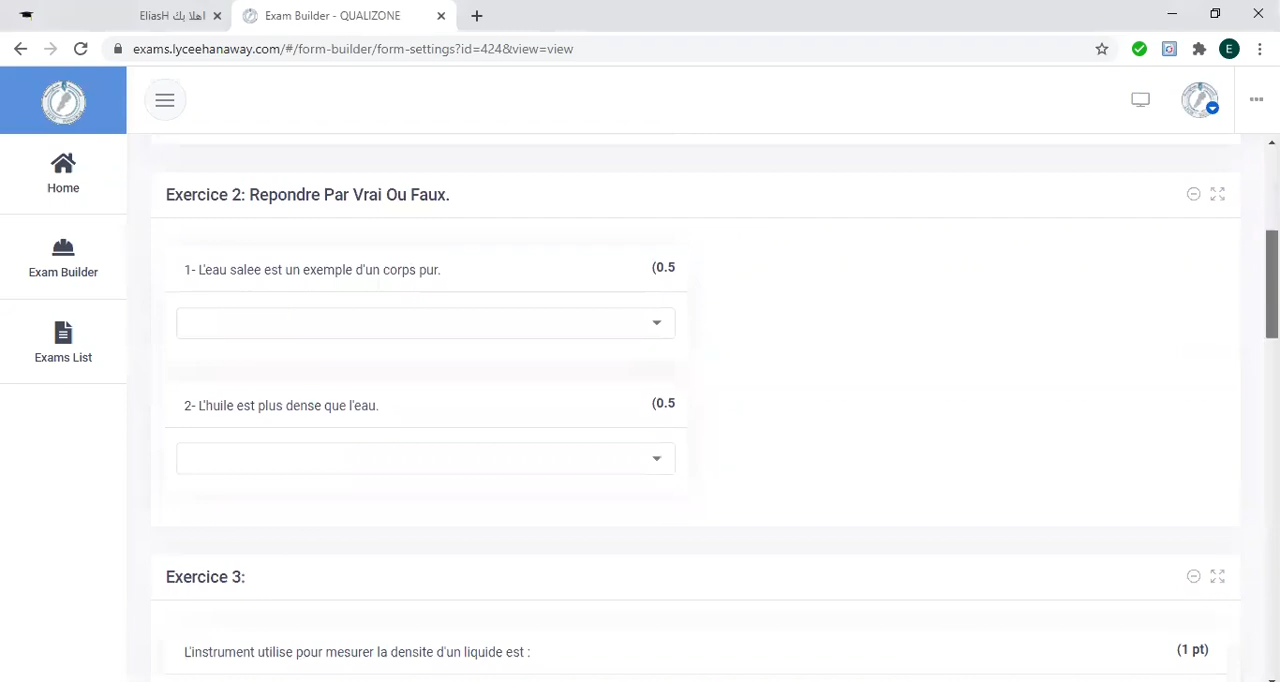 اهلا بك EliasH
Exam Builder - QUALIZONE
exams.lyceehanaway.com/#/form-builder/form-settings?id=424&view=view
E
Home
Exam Builder
Exams List
Exercice 2: Repondre Par Vrai Ou Faux.
1- L'eau salee est un exemple d'un corps pur. (0.5
2- L'huile est plus dense que l'eau. (0.5
Exercice 3:
L'instrument utilise pour mesurer la densite d'un liquide est : (1 pt)